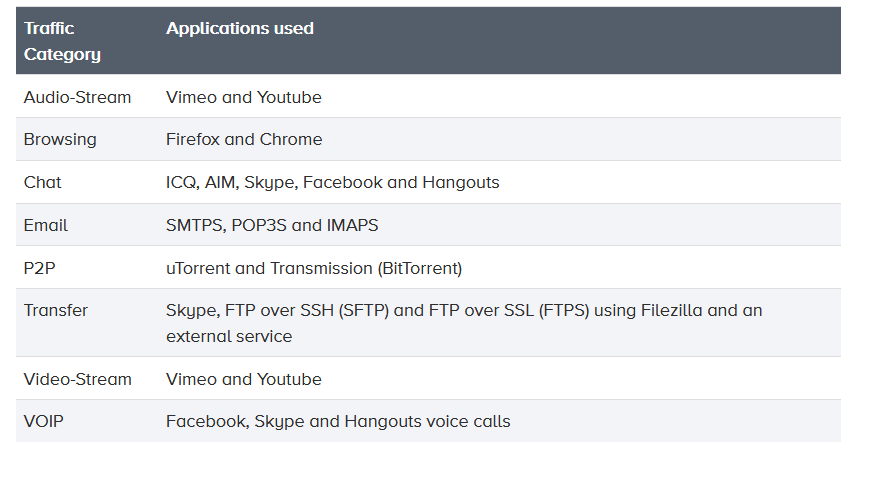 Traffic Category Applications used
Audio-Stream Vimeo and Youtube
Browsing Firefox and Chrome
Chat ICQ, AIM, Skype, Facebook and Hangouts
Email SMTPS, POP3S and IMAPS
P2P uTorrent and Transmission (BitTorrent)
Transfer Skype, FTP over SSH (SFTP) and FTP over SSL (FTPS) using Filezilla and an
external service
Video-Stream Vimeo and Youtube
VOIP Facebook, Skype and Hangouts voice calls